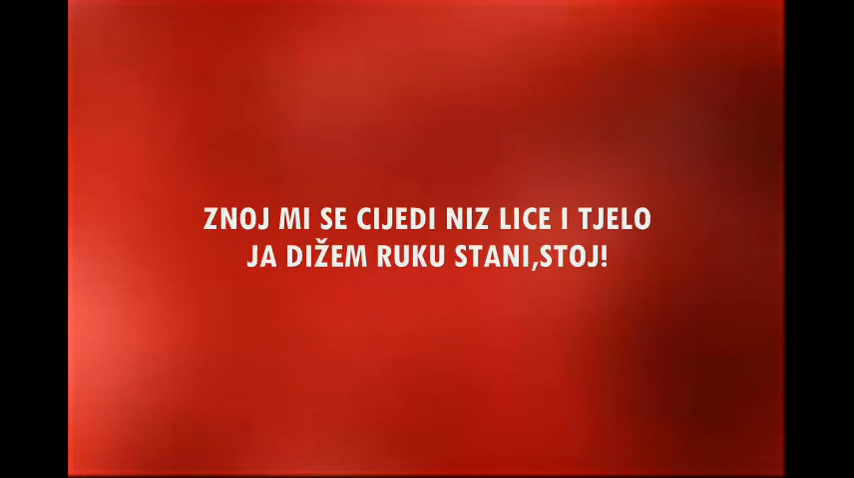 ZNOJ MI SE CIJEDI NIZ LICE I TJELO
JA DIŽEM RUKU STANI,STOJ!